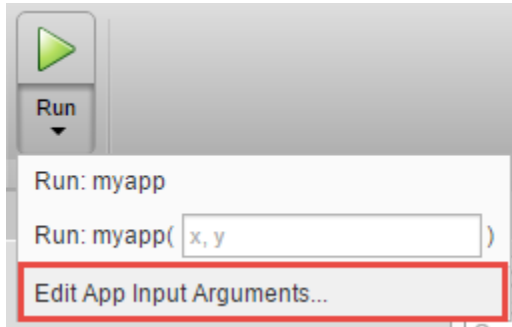 Run
Run: myapp
Run: myapp( x, y )
Edit App Input Arguments...